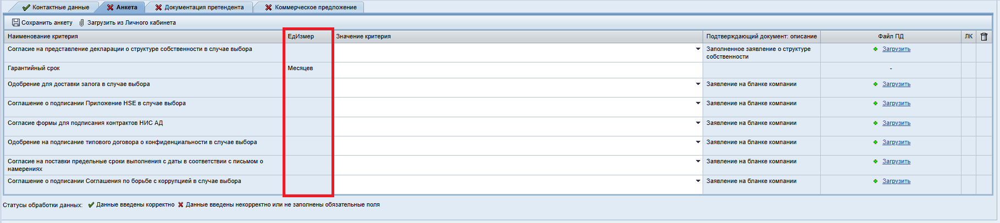 Контактные данные Анкета Документация претендента Коммерческое предложение
Сохранить анкету Загрузить из Личного кабинета
Наименование критерия ЕдИзмер Значение критерия Подтверждающий документ: описание Файл ПД ЛК
Согласие на представление декларации о структуре собственности в случае выбора Заполненное заявление о структуре Загрузить
собственности
Гарантийный срок Месяцев -
Одобрение для доставки залога в случае выбора Заявление на бланке компании Загрузить
Соглашение о подписании Приложение HSE в случае выбора Заявление на бланке компании Загрузить
Согласие формы для подписания контрактов НИС АД Заявление на бланке компании Загрузить
Одобрение на подписание типового договора о конфиденциальности в случае выбора Заявление на бланке компании Загрузить
Согласие на поставки предельные сроки выполнения с даты в соответствии с письмом о Заявление на бланке компании Загрузить
намерениях
Соглашение о подписании Соглашения по борьбе с коррупцией в случае выбора Заявление на бланке компании Загрузить
Статусы обработки данных: Данные введены корректно Данные введены некорректно или не заполнены обязательные поля